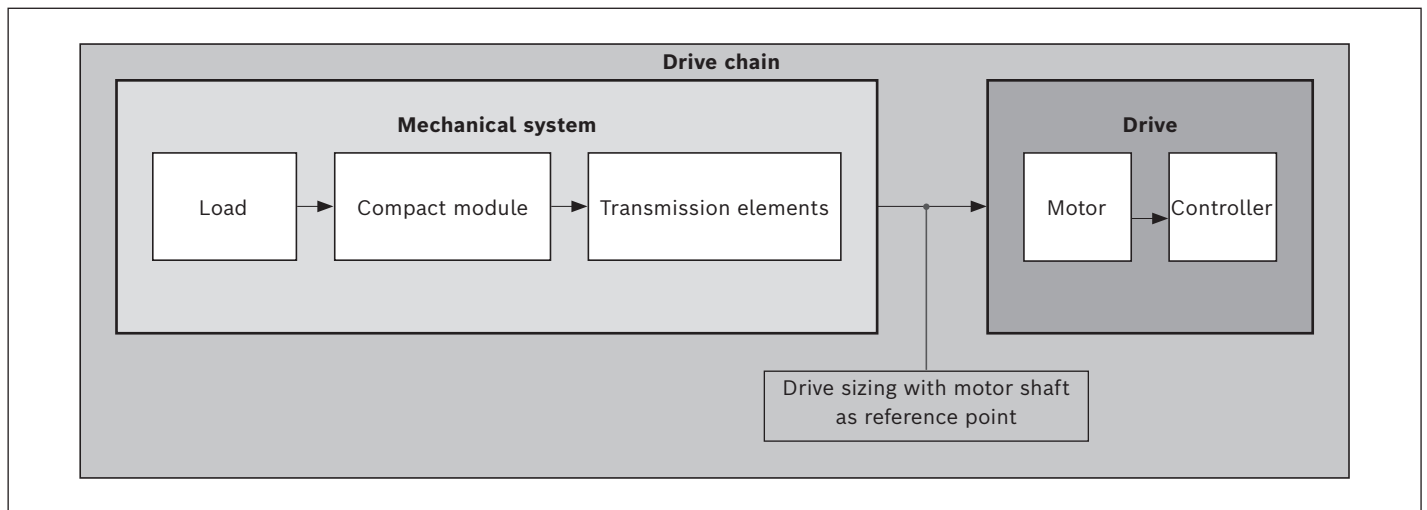 Drive chain
Mechanical system
Drive
Load
Compact module
Transmission elements
Motor
Controller
Drive sizing with motor shaft
as reference point